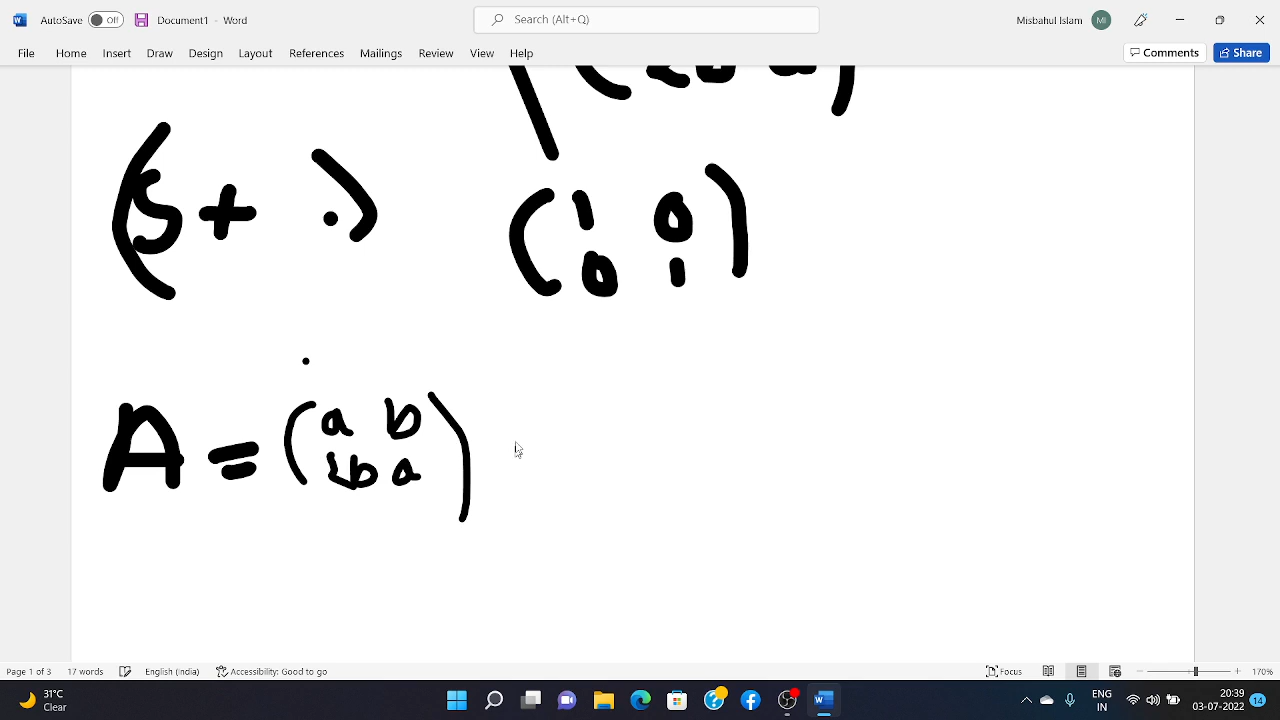 AutoSave Off Document1 - Word Search (Alt+Q) Misbahul Islam MI
File Home Insert Draw Design Layout References Mailings Review View Help Comments Share
(S + .)
(1 0
0 1)
A = (a b
2b a)
Page 1 of 3 17 words English (India) Accessibility: Good to go Focus 170%
31°C
Clear
ENG
IN
20:39
03-07-2022
14